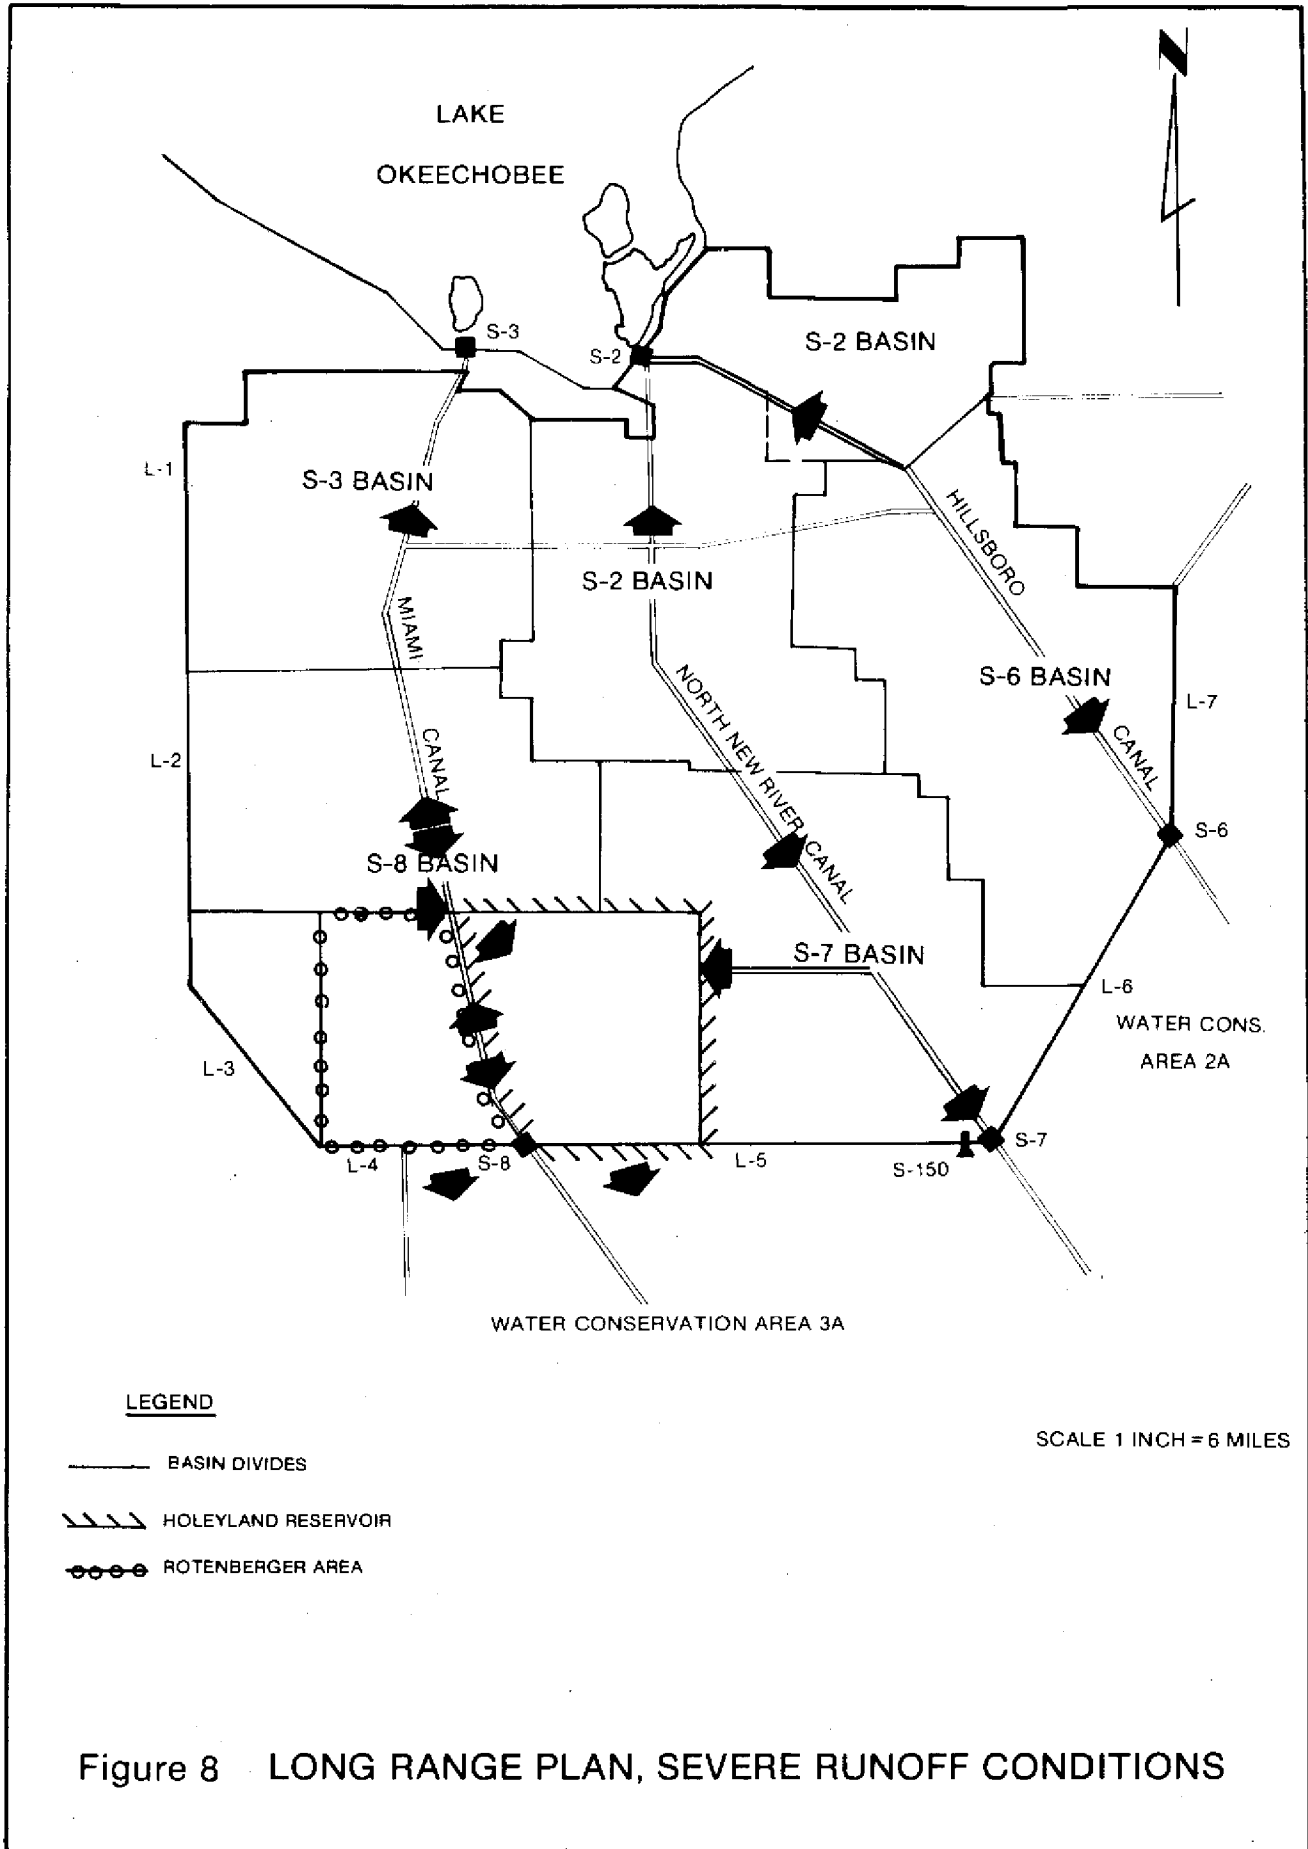 N
LAKE
OKEECHOBEE
S-3
S-2
S-2 BASIN
L-1
S-3 BASIN
HILLSBORO
S-2 BASIN
MIAMI
S-6 BASIN
NORTH NEW RIVER CANAL
L-7
L-2
CANAL
CANAL
S-6
S-8 BASIN
S-7 BASIN
L-6
WATER CONS.
AREA 2A
L-3
L-4
S-8
L-5
S-150
S-7
WATER CONSERVATION AREA 3A
LEGEND
SCALE 1 INCH = 6 MILES
BASIN DIVIDES
HOLEYLAND RESERVOIR
ROTENBERGER AREA
Figure 8 LONG RANGE PLAN, SEVERE RUNOFF CONDITIONS